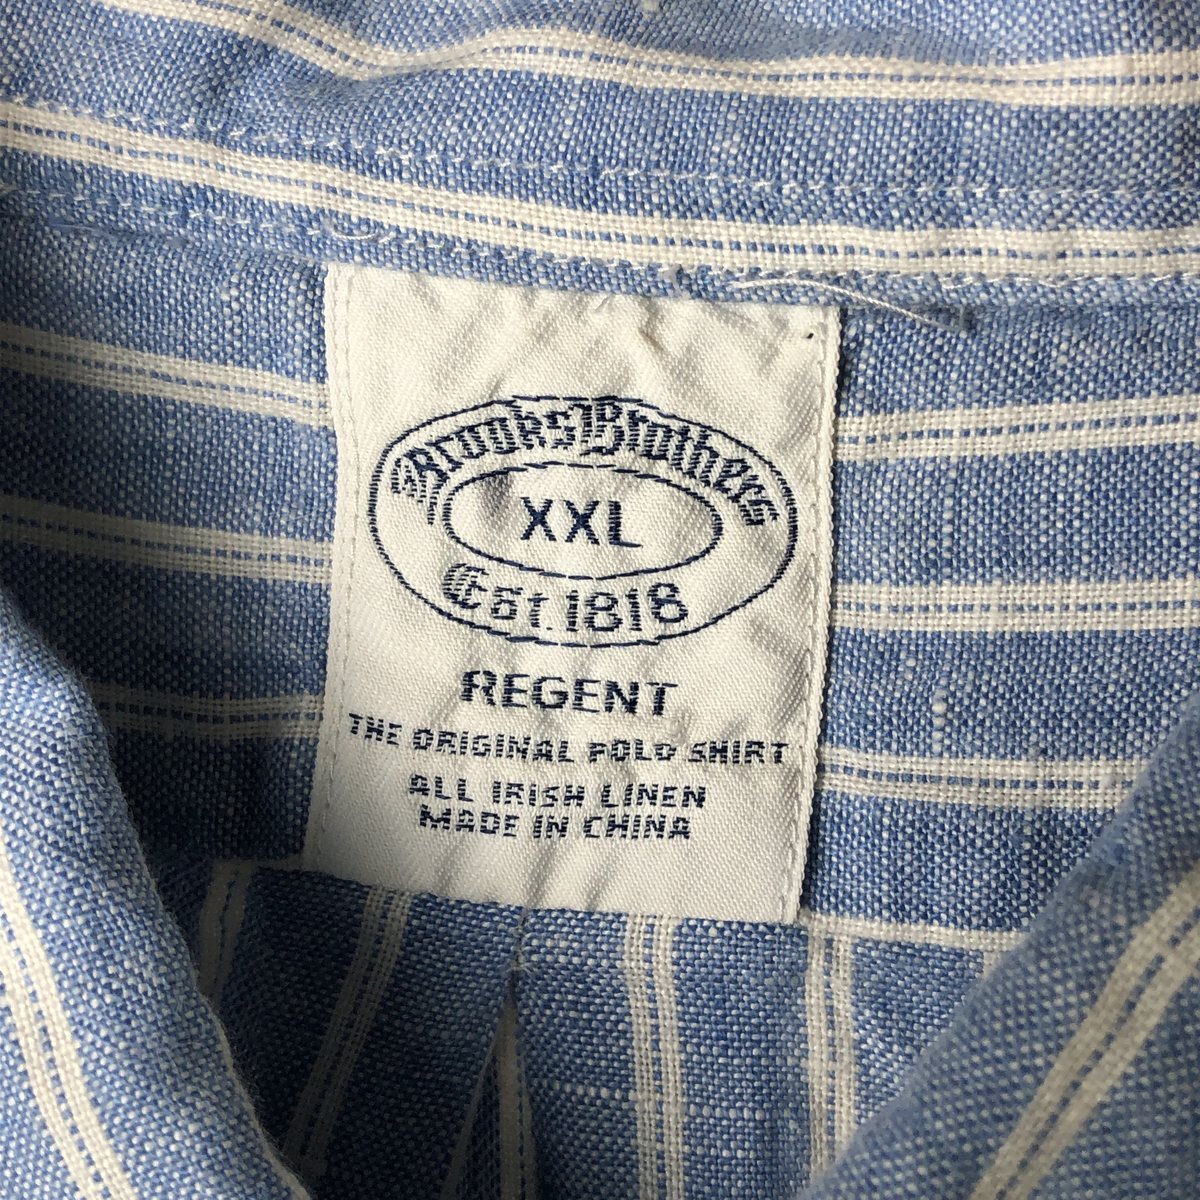 Brooks Brothers
XXL
Est. 1818
REGENT
THE ORIGINAL POLO SHIRT
ALL IRISH LINEN
MADE IN CHINA